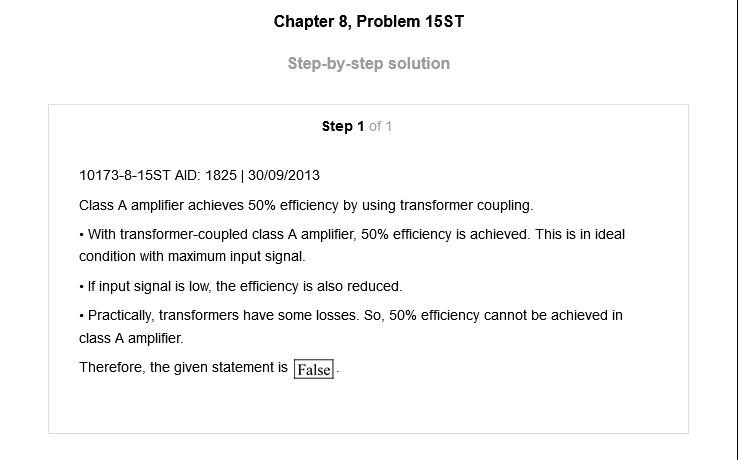 Chapter 8, Problem 15ST
Step-by-step solution
Step 1 of 1
10173-8-15ST AID: 1825 | 30/09/2013
Class A amplifier achieves 50% efficiency by using transformer coupling.
• With transformer-coupled class A amplifier, 50% efficiency is achieved. This is in ideal
condition with maximum input signal.
• If input signal is low, the efficiency is also reduced.
• Practically, transformers have some losses. So, 50% efficiency cannot be achieved in
class A amplifier.
Therefore, the given statement is False.